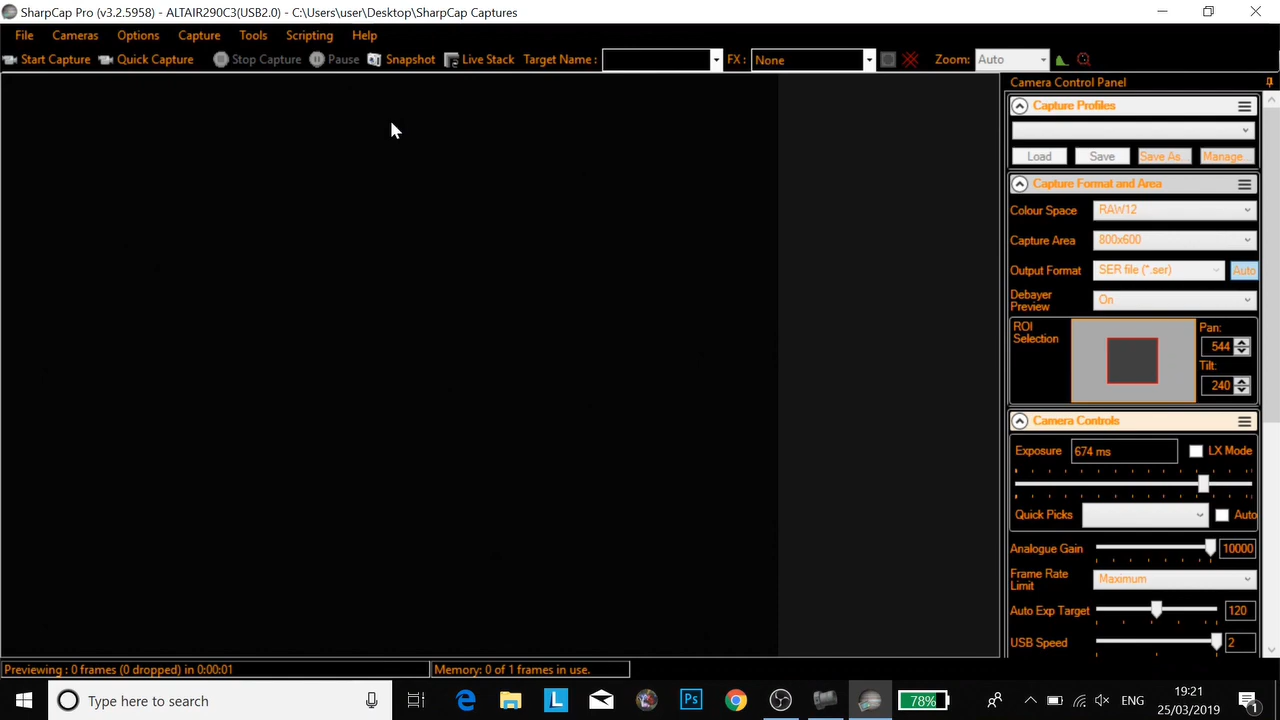 SharpCap Pro (v3.2.5958) - ALTAIR290C3(USB2.0) - C:\Users\user\Desktop\SharpCap Captures
File Cameras Options Capture Tools Scripting Help
Start Capture Quick Capture Stop Capture Pause Snapshot Live Stack Target Name : FX : None Zoom: Auto
Camera Control Panel
Capture Profiles
Load Save Save As... Manage...
Capture Format and Area
Colour Space RAW12
Capture Area 800x600
Output Format SER file (*.ser) Auto
Debayer
Preview On
ROI
Selection
Pan:
544
Tilt:
240
Camera Controls
Exposure 674 ms LX Mode
Quick Picks Auto
Analogue Gain 10000
Frame Rate
Limit Maximum
Auto Exp Target 120
USB Speed 2
Previewing : 0 frames (0 dropped) in 0:00:01 Memory: 0 of 1 frames in use.
Type here to search
L
Ps
78%
ENG
19:21
25/03/2019
1